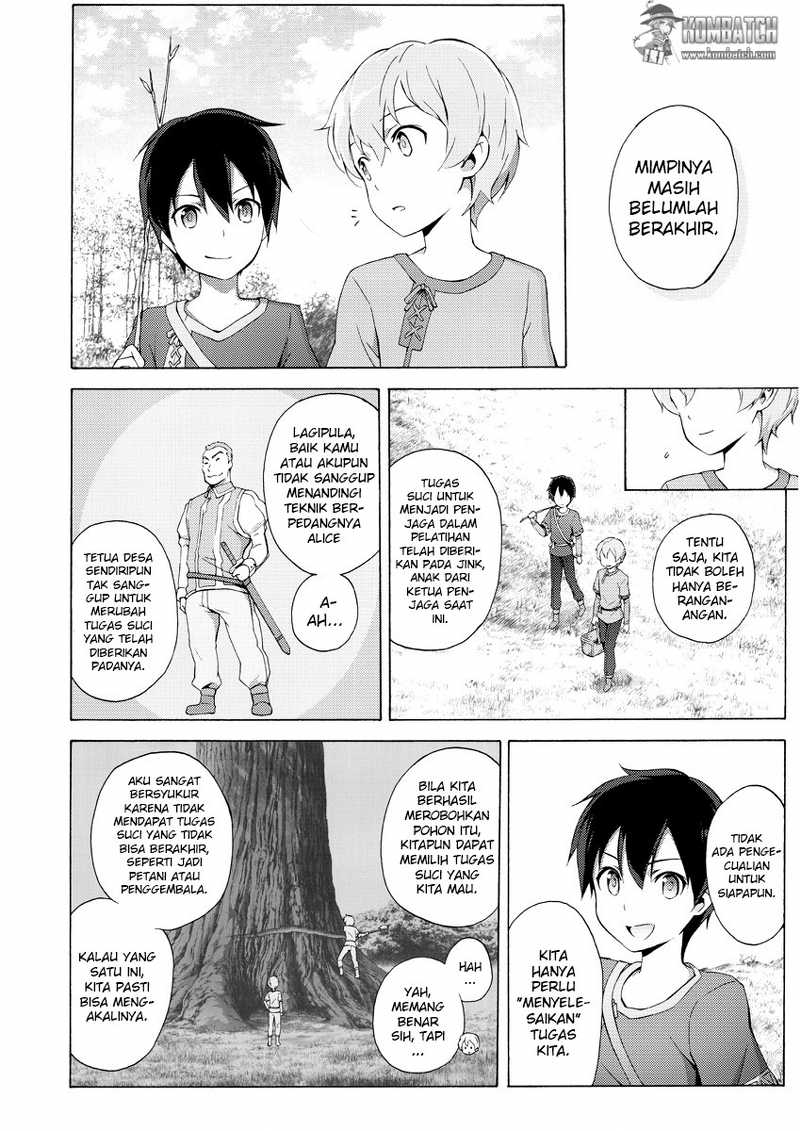 KOMBATCH
www.kombatch.com
MIMPINYA
MASIH
BELUMLAH
BERAKHIR.
TENTU
SAJA, KITA
TIDAK BOLEH
HANYA BE-
RANGAN-
ANGAN.
TUGAS
SUCI UNTUK
MENJADI PEN-
JAGA DALAM
PELATIHAN
TELAH DIBERI-
KAN PADA JINK,
ANAK DARI
KETUA PEN-
JAGA SAAT
INI.
LAGIPULA,
BAIK KAMU
ATAU AKUPUN
TIDAK SANGGUP
MENANDINGI
TEKNIK BER-
PEDANGNYA
ALICE
A-
AH...
TETUA DESA
SENDIRIPUN
TAK SANG-
GUP UNTUK
MERUBAH
TUGAS SUCI
YANG TELAH
DIBERIKAN
PADANYA.
TIDAK
ADA PENGE-
CUALIAN
UNTUK
SIAPAPUN.
KITA
HANYA
PERLU
"MENYELE-
SAIKAN"
TUGAS
KITA.
BILA KITA
BERHASIL
MEROBOHKAN
POHON ITU,
KITAPUN DAPAT
MEMILIH TUGAS
SUCI YANG
KITA MAU.
HAH
...
YAH,
MEMANG
BENAR
SIH, TAPI
...
AKU SANGAT
BERSYUKUR
KARENA TIDAK
MENDAPAT TUGAS
SUCI YANG TIDAK
BISA BERAKHIR,
SEPERTI JADI
PETANI ATAU
PENGGEMBALA.
KALAU YANG
SATU INI,
KITA PASTI
BISA MENG-
AKALINYA.